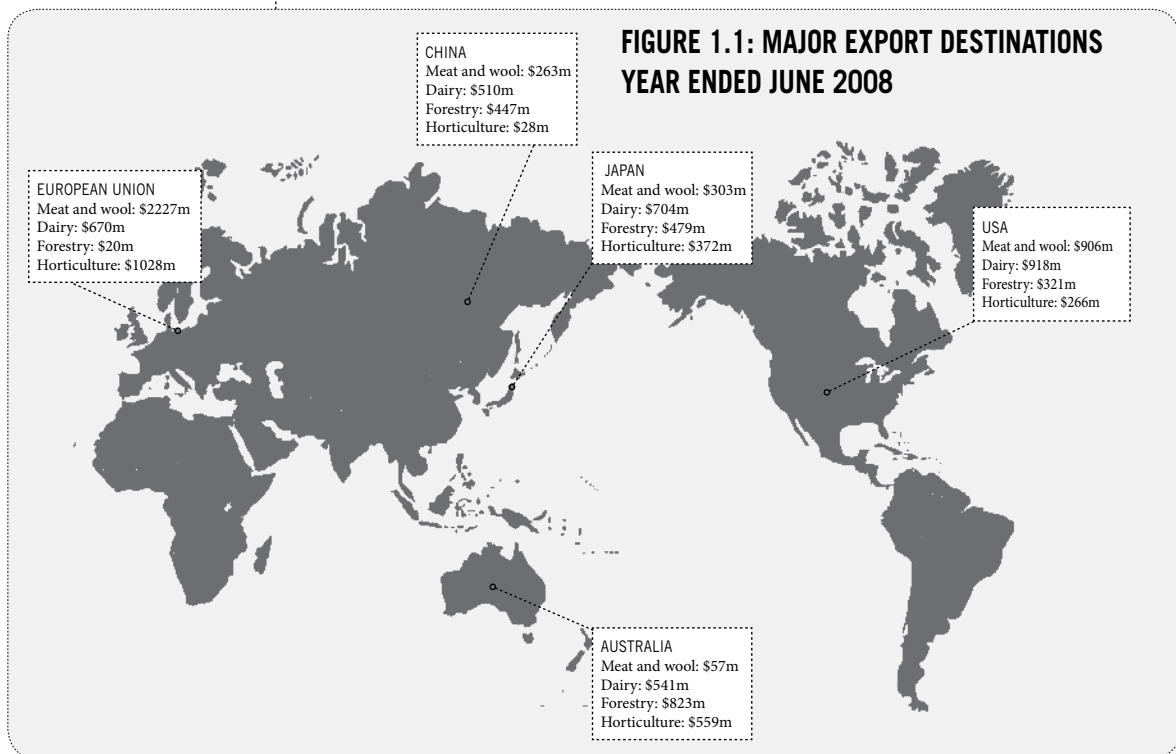 FIGURE 1.1: MAJOR EXPORT DESTINATIONS
YEAR ENDED JUNE 2008
CHINA
Meat and wool: $263m
Dairy: $510m
Forestry: $447m
Horticulture: $28m
EUROPEAN UNION
Meat and wool: $2227m
Dairy: $670m
Forestry: $20m
Horticulture: $1028m
JAPAN
Meat and wool: $303m
Dairy: $704m
Forestry: $479m
Horticulture: $372m
USA
Meat and wool: $906m
Dairy: $918m
Forestry: $321m
Horticulture: $266m
AUSTRALIA
Meat and wool: $57m
Dairy: $541m
Forestry: $823m
Horticulture: $559m